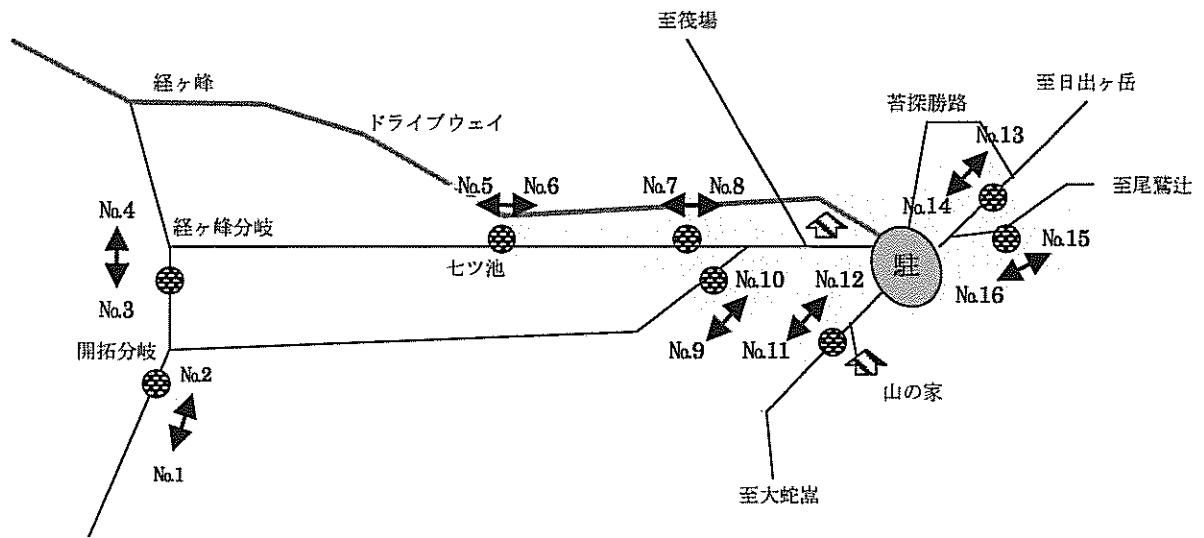 至筏場
経ヶ峰
至日出ヶ岳
苔探勝路
ドライブウェイ
No.13
No.5
No.6
No.7
No.8
至尾鷲辻
No.4
No.14
経ヶ峰分岐
No.15
駐
七ツ池
No.10
No.12
No.16
No.3
開拓分岐
No.9
No.11
No.2
山の家
No.1
至大蛇嵓